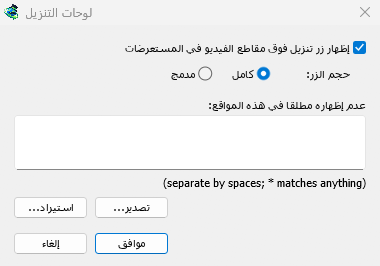 لوحات التنزيل
إظهار زر تنزيل فوق مقاطع الفيديو في المستعرضات
حجم الزر: كامل مدمج
عدم إظهاره مطلقا في هذه المواقع:
(separate by spaces; * matches anything)
تصدير... استيراد...
موافق إلغاء